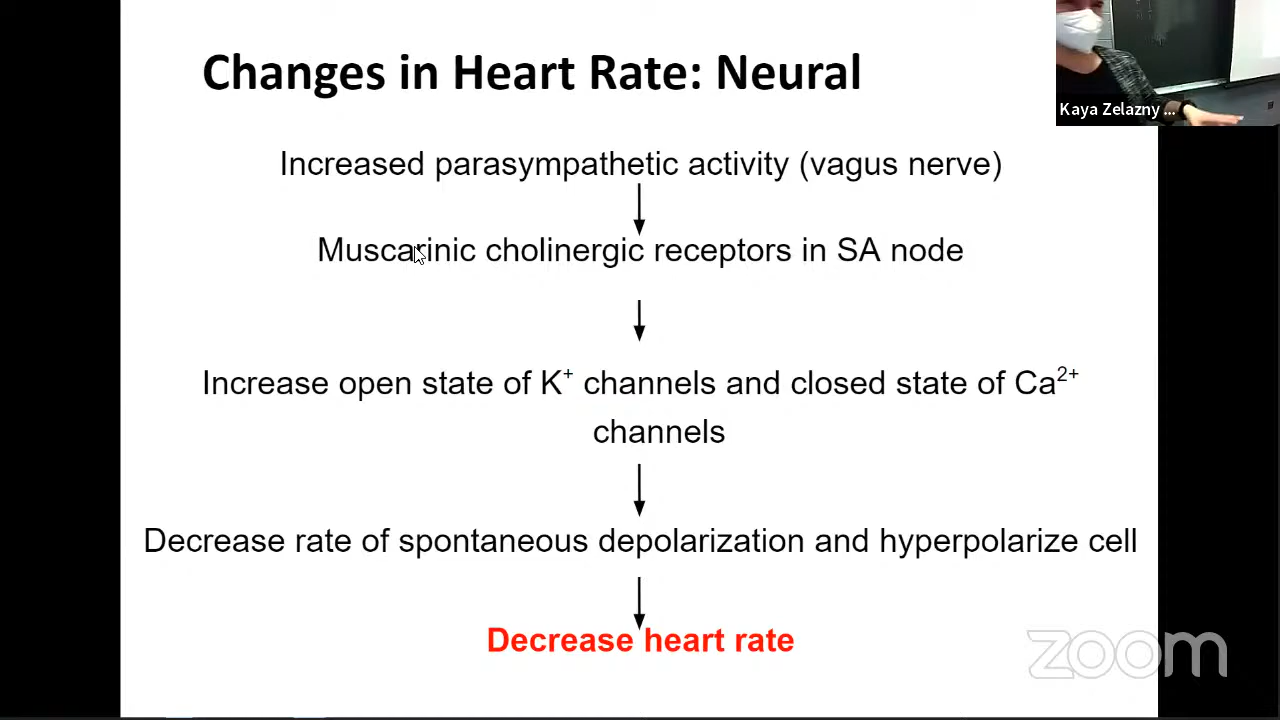 Changes in Heart Rate: Neural
Kaya Zelazny ...
Increased parasympathetic activity (vagus nerve)
Muscarinic cholinergic receptors in SA node
Increase open state of K⁺ channels and closed state of Ca²⁺
channels
Decrease rate of spontaneous depolarization and hyperpolarize cell
Decrease heart rate
zoom